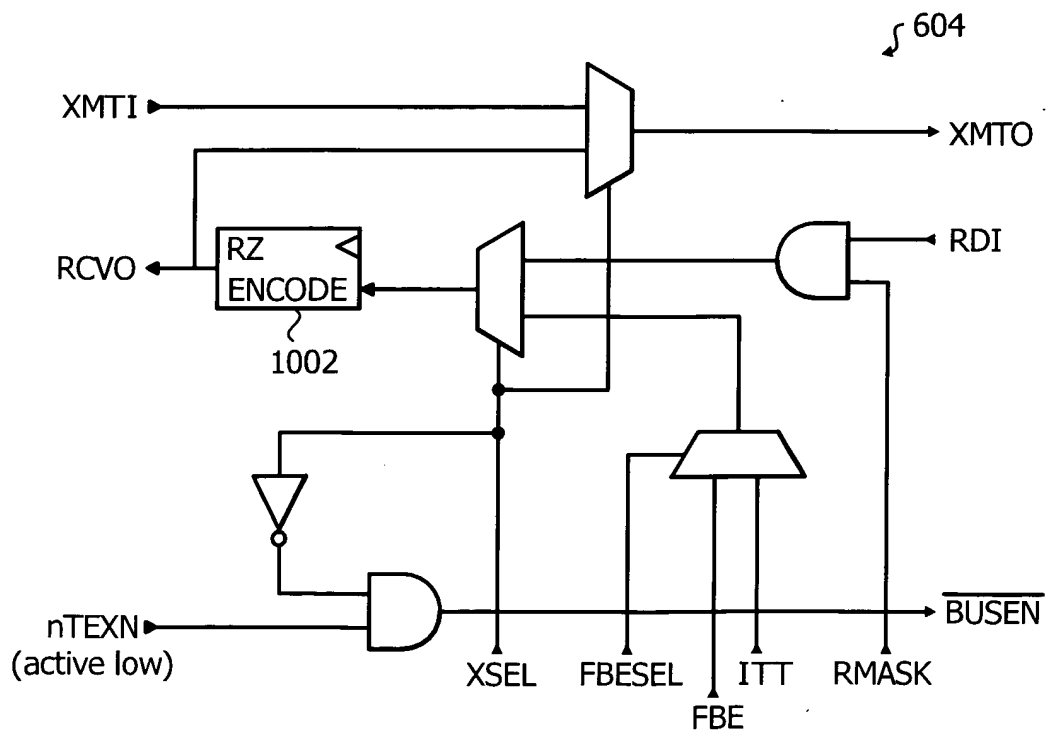 604
XMTI
XMTO
RDI
RZ
RCVO
ENCODE
1002
nTEXN
(active low)
BUSEN
XSEL
FBESEL
ITT
RMASK
FBE